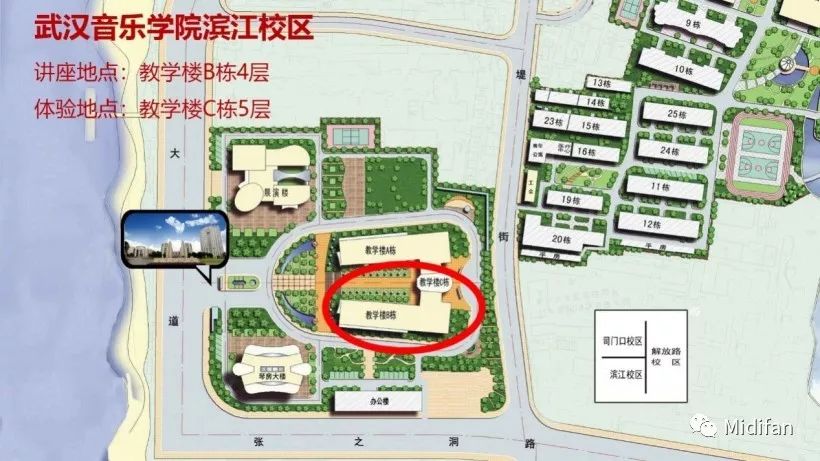 武汉音乐学院滨江校区
讲座地点：教学楼B栋4层
体验地点：教学楼C栋5层
大
道
堤
街
展演楼
教学楼A栋
教学楼C栋
教学楼B栋
琴房大楼
办公楼
张之洞路
9栋
10栋
13栋
14栋
23栋
15栋
25栋
16栋
24栋
工会
11栋
19栋
12栋
20栋
平房
平房
司门口校区
滨江校区
解放路
校区
Midifan